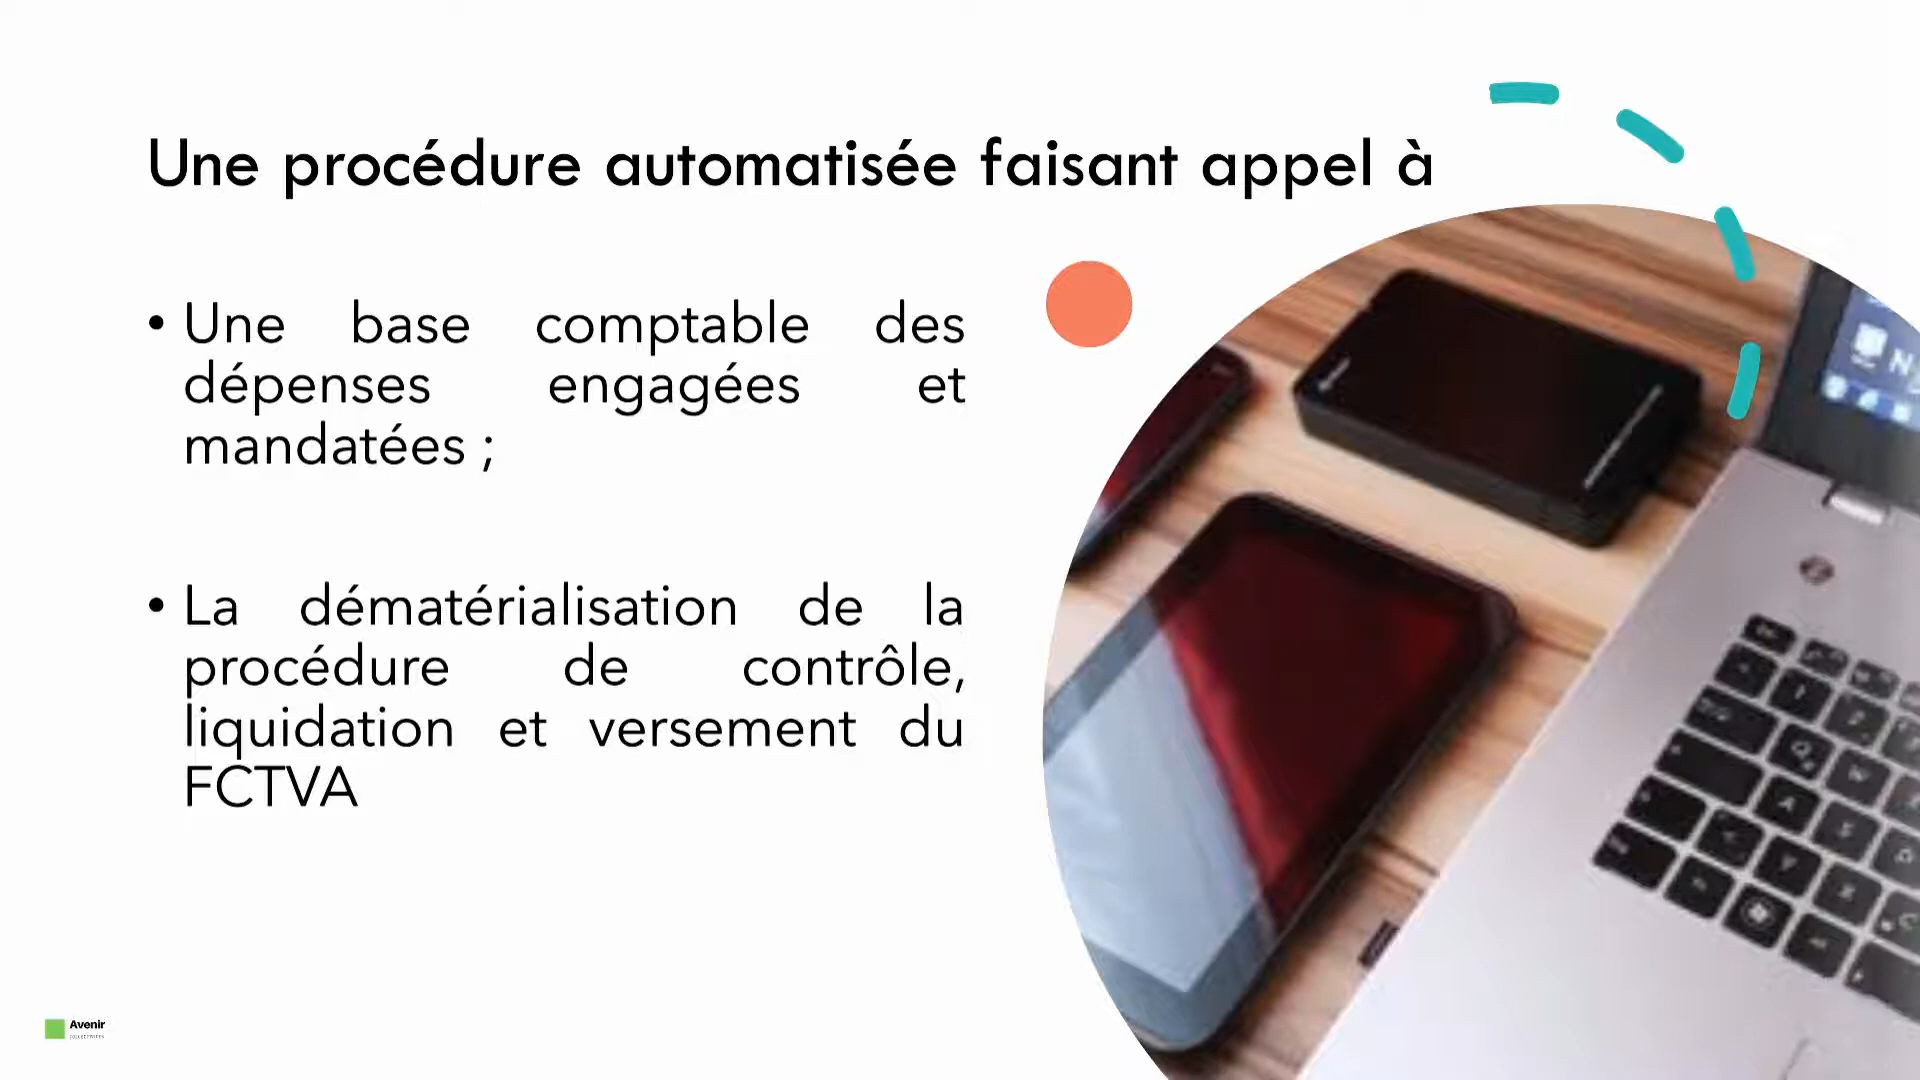 Une procédure automatisée faisant appel à
• Une base comptable des
dépenses engagées et
mandatées ;
• La dématérialisation de la
procédure de contrôle,
liquidation et versement du
FCTVA
Avenir